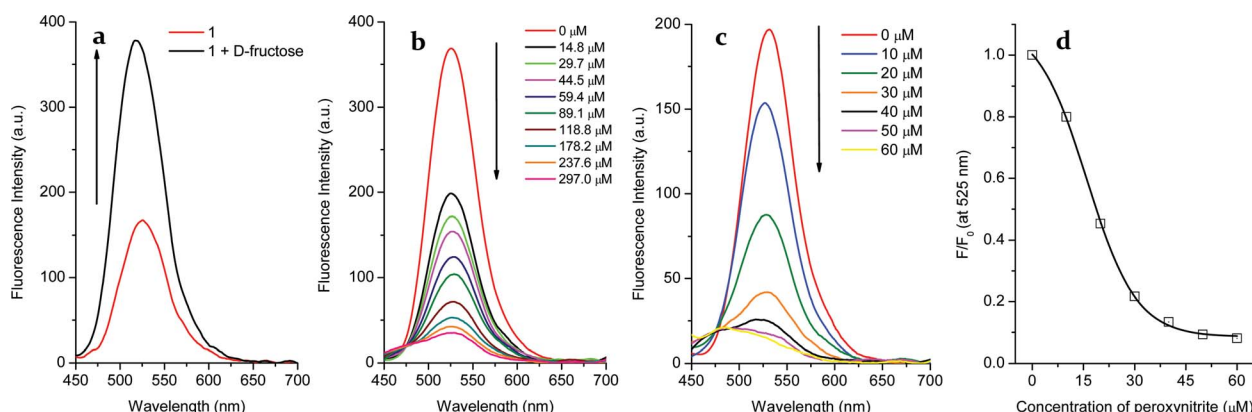 a
1
1 + D-fructose
Fluorescence Intensity (a.u.)
400
300
200
100
0
450 500 550 600 650 700
Wavelength (nm)
b
0 μM
14.8 μM
29.7 μM
44.5 μM
59.4 μM
89.1 μM
118.8 μM
178.2 μM
237.6 μM
297.0 μM
Fluorescence Intensity (a.u.)
400
300
200
100
0
450 500 550 600 650 700
Wavelength (nm)
c
0 μM
10 μM
20 μM
30 μM
40 μM
50 μM
60 μM
Fluorescence Intensity (a.u.)
200
150
100
50
0
450 500 550 600 650 700
Wavelength (nm)
d
F/F₀ (at 525 nm)
1.0
0.8
0.6
0.4
0.2
0.0
0 15 30 45 60
Concentration of peroxynitrite (μM)